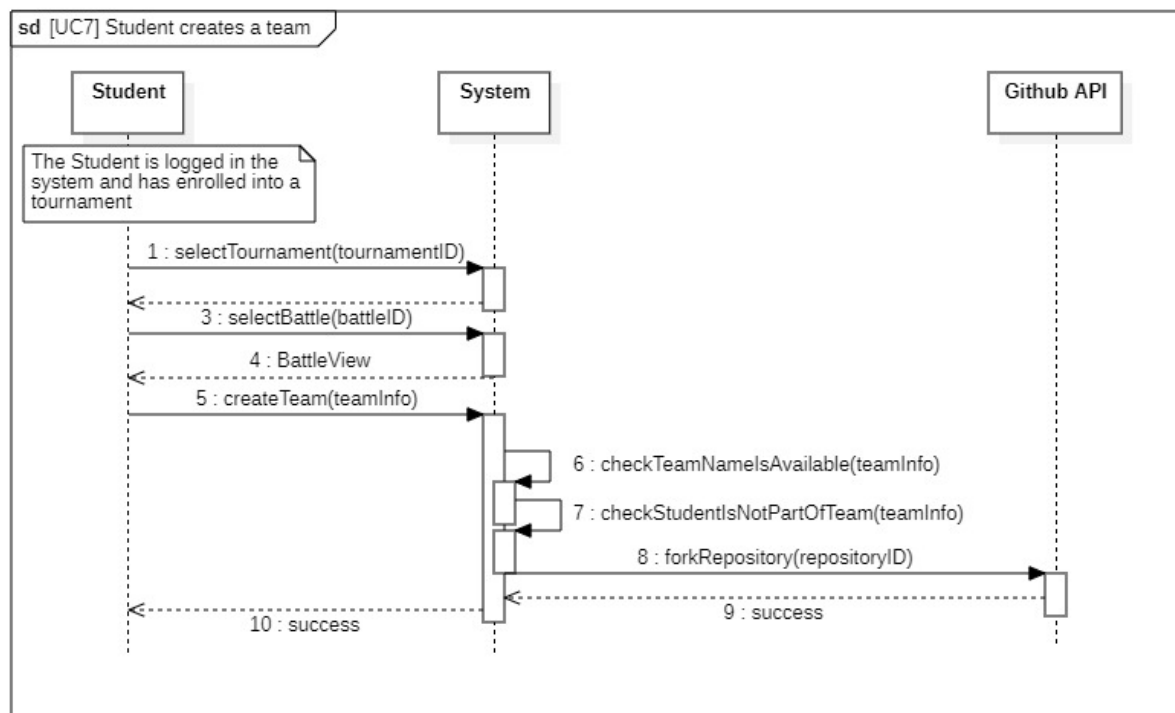 sd [UC7] Student creates a team
Student
System
Github API
The Student is logged in the
system and has enrolled into a
tournament
1 : selectTournament(tournamentID)
3 : selectBattle(battleID)
4 : BattleView
5 : createTeam(teamInfo)
6 : checkTeamNameIsAvailable(teamInfo)
7 : checkStudentIsNotPartOfTeam(teamInfo)
8 : forkRepository(repositoryID)
9 : success
10 : success